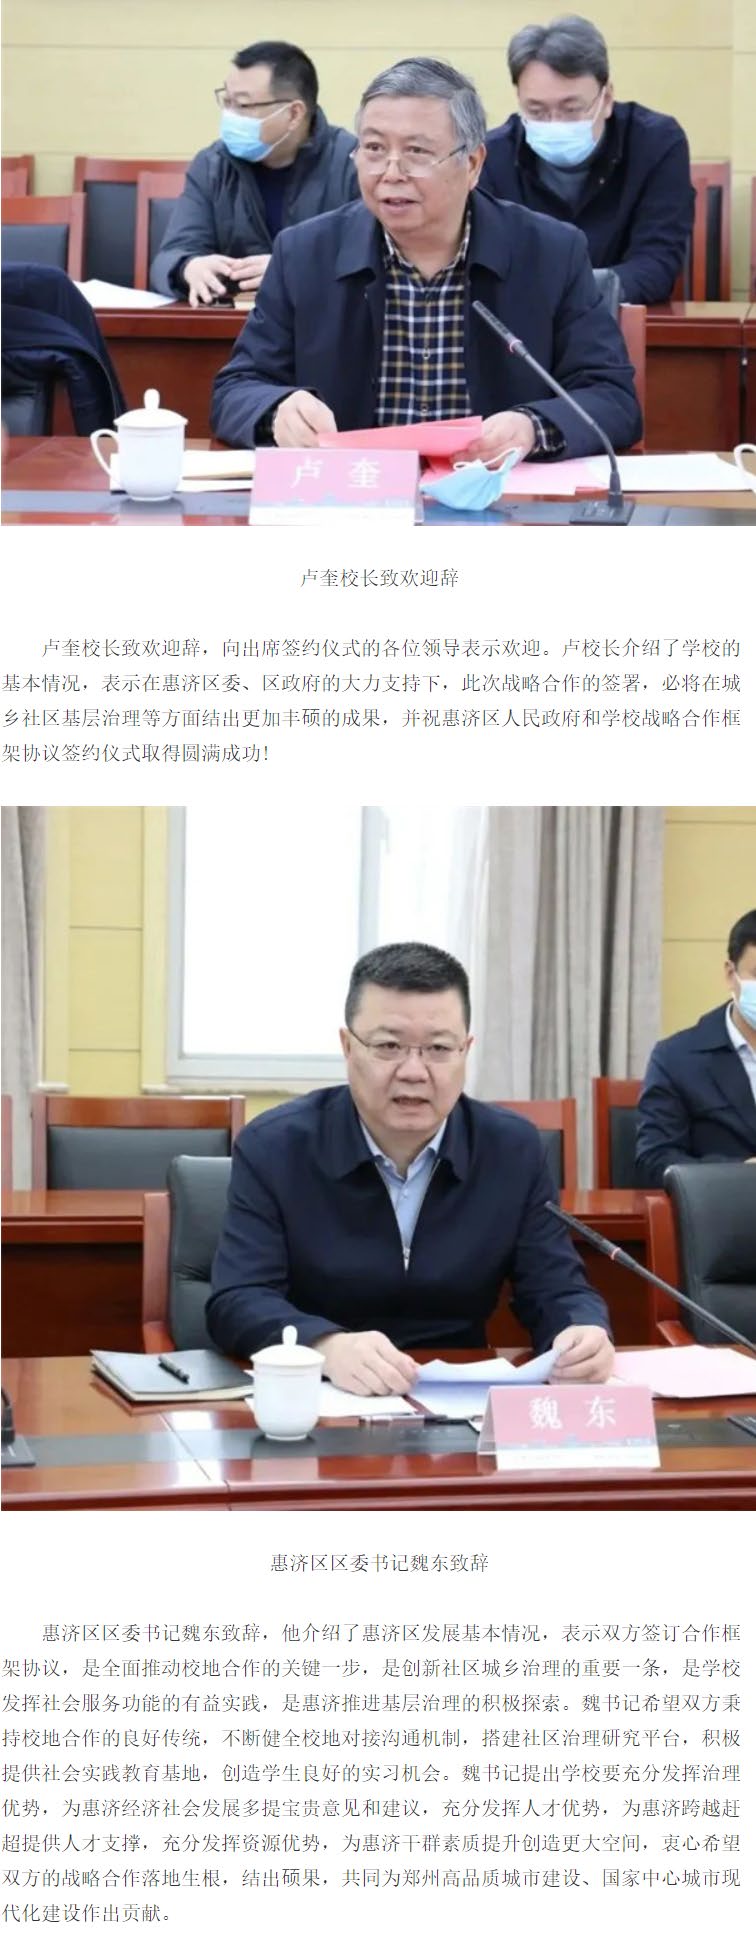 卢 奎
卢奎校长致欢迎辞
卢奎校长致欢迎辞，向出席签约仪式的各位领导表示欢迎。卢校长介绍了学校的
基本情况，表示在惠济区委、区政府的大力支持下，此次战略合作的签署，必将在城
乡社区基层治理等方面结出更加丰硕的成果，并祝惠济区人民政府和学校战略合作框
架协议签约仪式取得圆满成功!
魏 东
惠济区区委书记魏东致辞
惠济区区委书记魏东致辞，他介绍了惠济区发展基本情况，表示双方签订合作框
架协议，是全面推动校地合作的关键一步，是创新社区城乡治理的重要一条，是学校
发挥社会服务功能的有益实践，是惠济推进基层治理的积极探索。魏书记希望双方秉
持校地合作的良好传统，不断健全校地对接沟通机制，搭建社区治理研究平台，积极
提供社会实践教育基地，创造学生良好的实习机会。魏书记提出学校要充分发挥治理
优势，为惠济经济社会发展多提宝贵意见和建议，充分发挥人才优势，为惠济跨越赶
超提供人才支撑，充分发挥资源优势，为惠济干群素质提升创造更大空间，衷心希望
双方的战略合作落地生根，结出硕果，共同为郑州高品质城市建设、国家中心城市现
代化建设作出贡献。